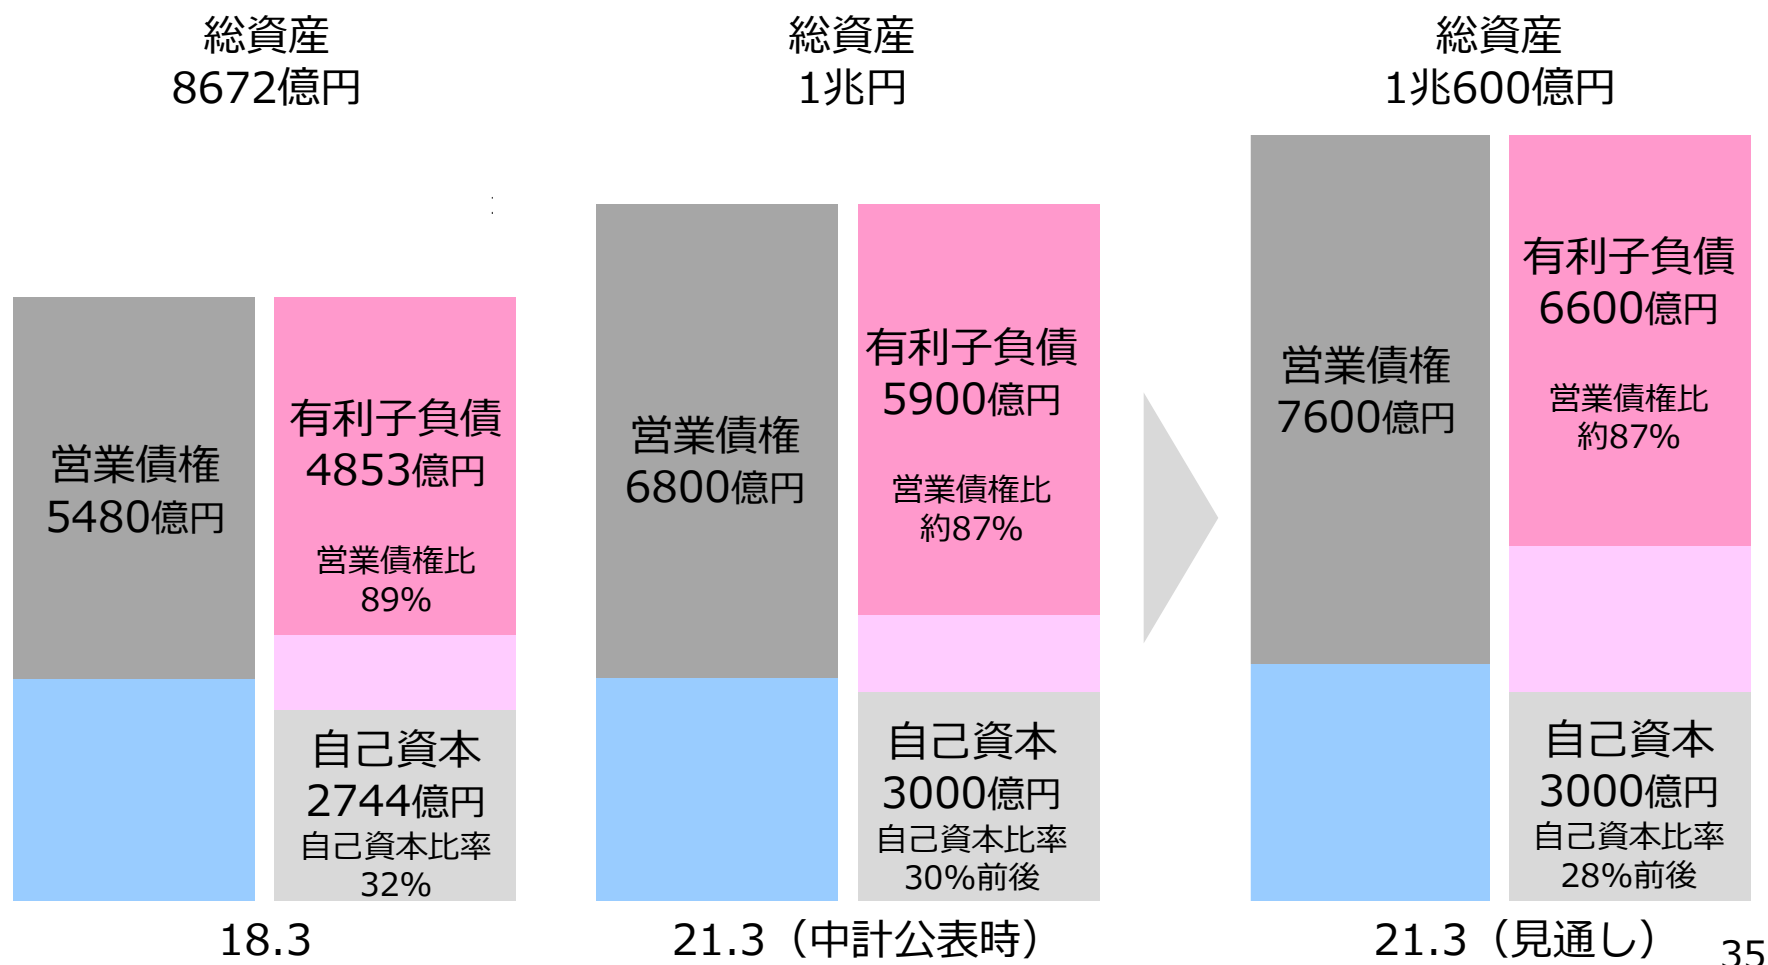 総資産
8672億円
総資産
1兆円
総資産
1兆600億円
営業債権
5480億円
有利子負債
4853億円
営業債権比
89%
自己資本
2744億円
自己資本比率
32%
18.3
営業債権
6800億円
有利子負債
5900億円
営業債権比
約87%
自己資本
3000億円
自己資本比率
30%前後
21.3（中計公表時）
営業債権
7600億円
有利子負債
6600億円
営業債権比
約87%
自己資本
3000億円
自己資本比率
28%前後
21.3（見通し）
35